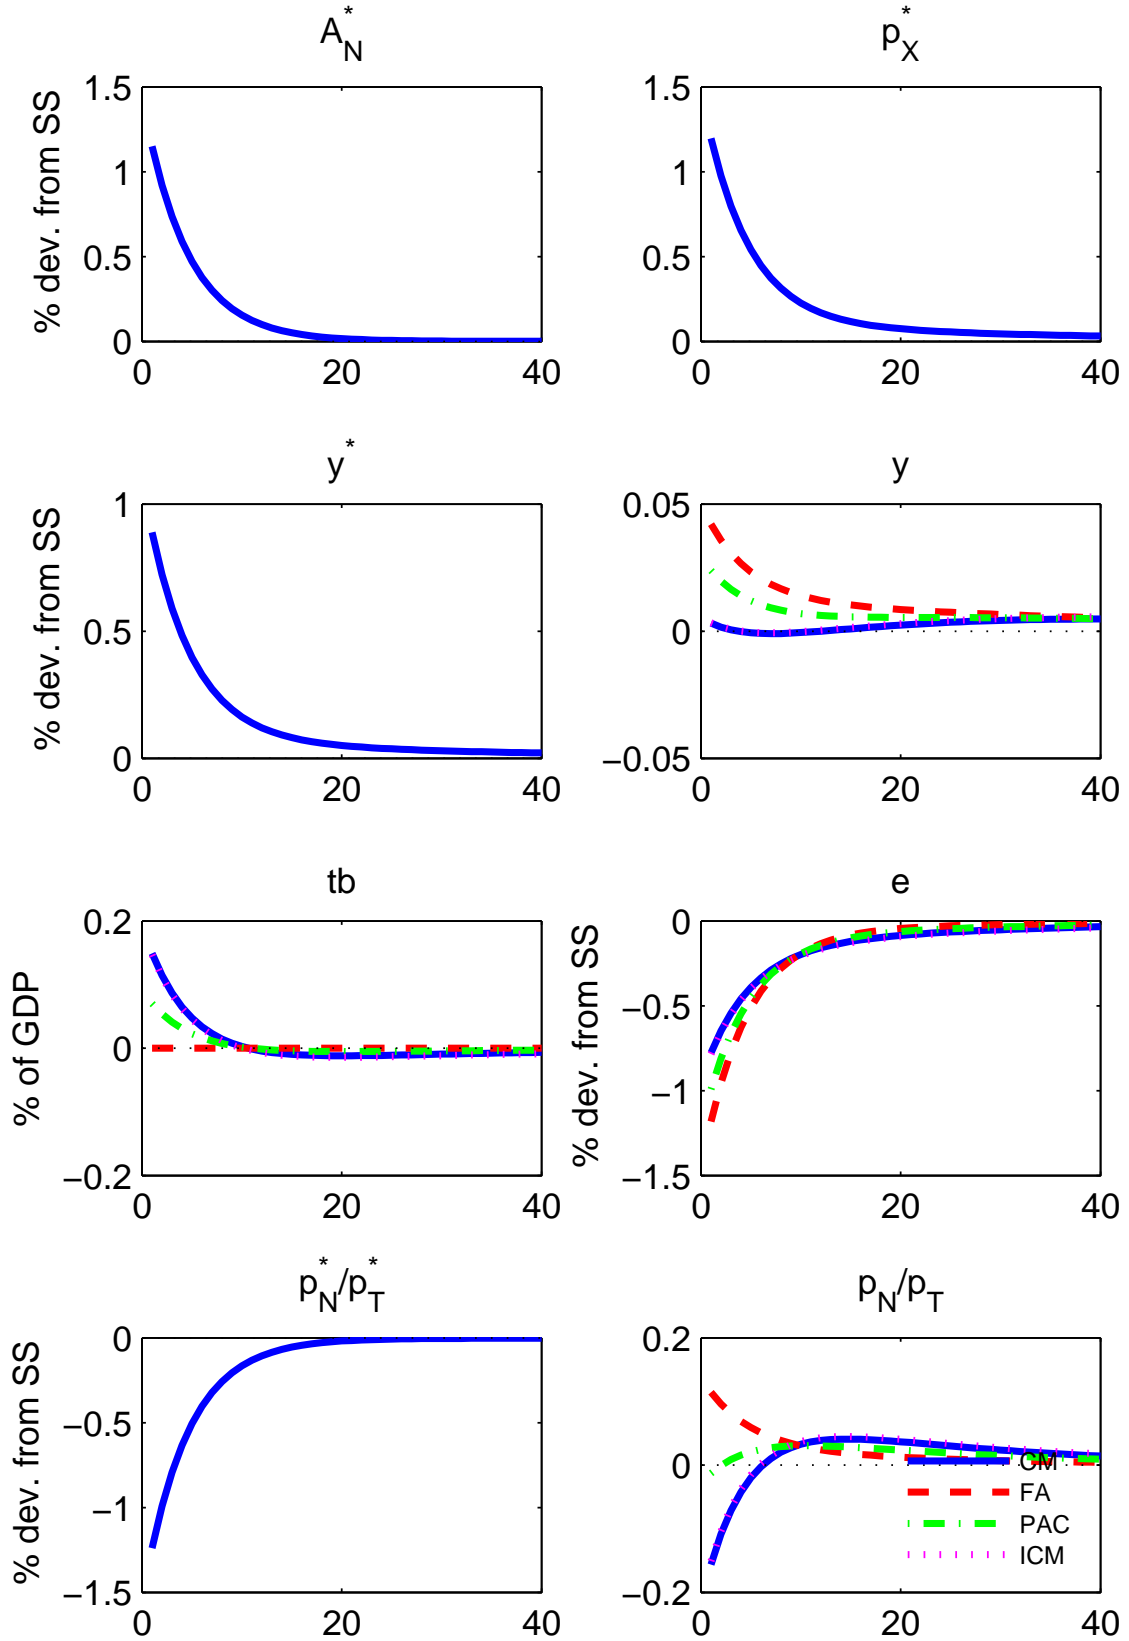 A*N p*X
% dev. from SS
1.5 1 0.5 0
1.5 1 0.5 0
0 20 40
0 20 40
y* y
% dev. from SS
1 0.5 0
0.05 0 −0.05
0 20 40
0 20 40
tb e
% of GDP
0.2 0 −0.2
% dev. from SS
0 −0.5 −1 −1.5
0 20 40
0 20 40
p*N/p*T pN/pT
% dev. from SS
0 −0.5 −1 −1.5
0.2 0 −0.2
CM
FA
PAC
ICM
0 20 40
0 20 40